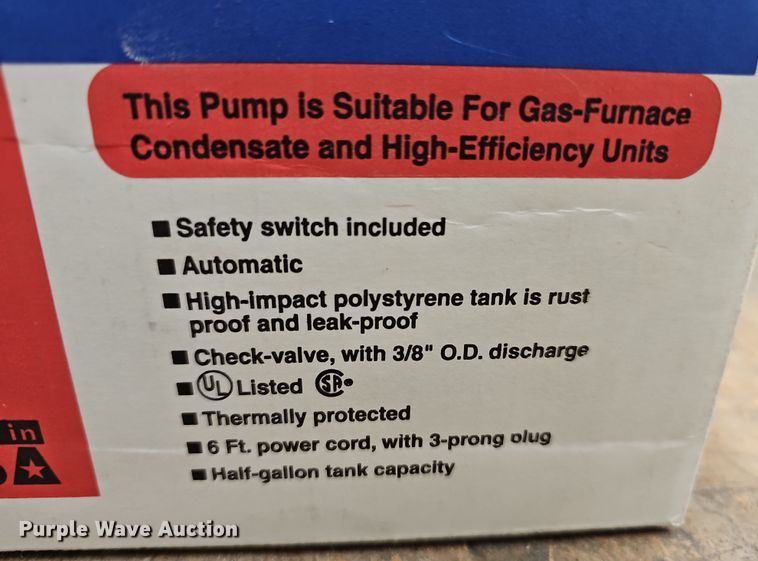 This Pump is Suitable For Gas-Furnace
Condensate and High-Efficiency Units
■ Safety switch included
■ Automatic
■ High-impact polystyrene tank is rust
proof and leak-proof
■ Check-valve, with 3/8" O.D. discharge
■ UL Listed SA
■ Thermally protected
■ 6 Ft. power cord, with 3-prong plug
■ Half-gallon tank capacity
in
A
Purple Wave Auction